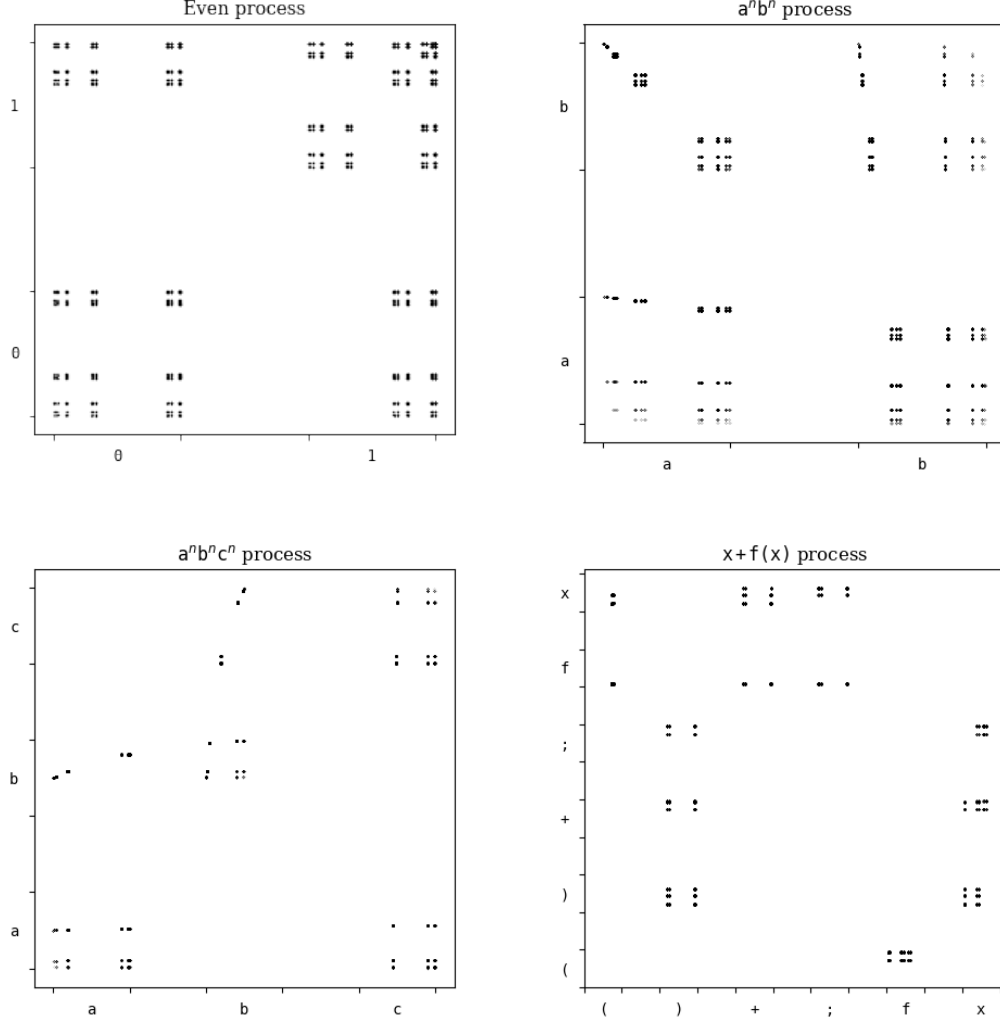 Even process
1
0
0 1
aⁿbⁿ process
b
a
a b
aⁿbⁿcⁿ process
c
b
a
a b c
x+f(x) process
x
f
;
+
)
(
( ) + ; f x